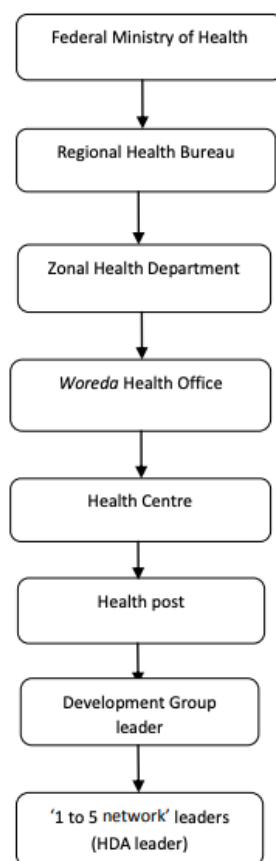 Federal Ministry of Health
Regional Health Bureau
Zonal Health Department
Woreda Health Office
Health Centre
Health post
Development Group
leader
‘1 to 5 network’ leaders
(HDA leader)